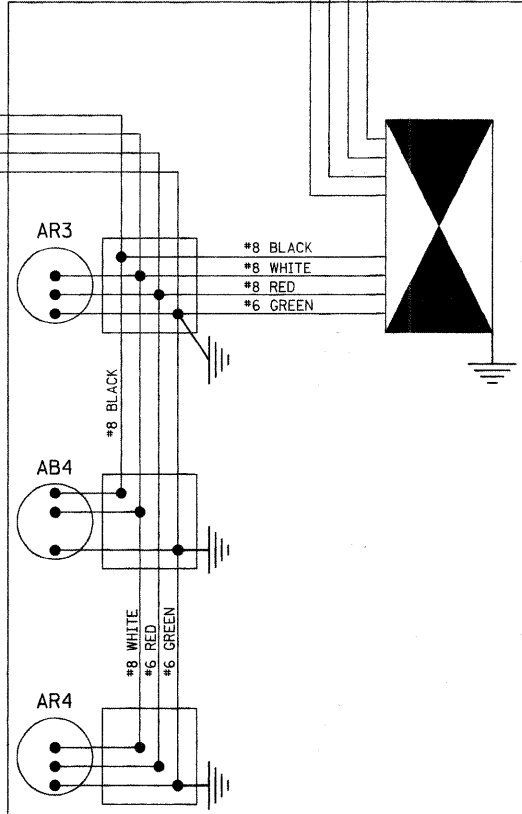 AR3
#8 BLACK
#8 WHITE
#8 RED
#6 GREEN
#8 BLACK
AB4
#8 WHITE
#6 RED
#6 GREEN
AR4